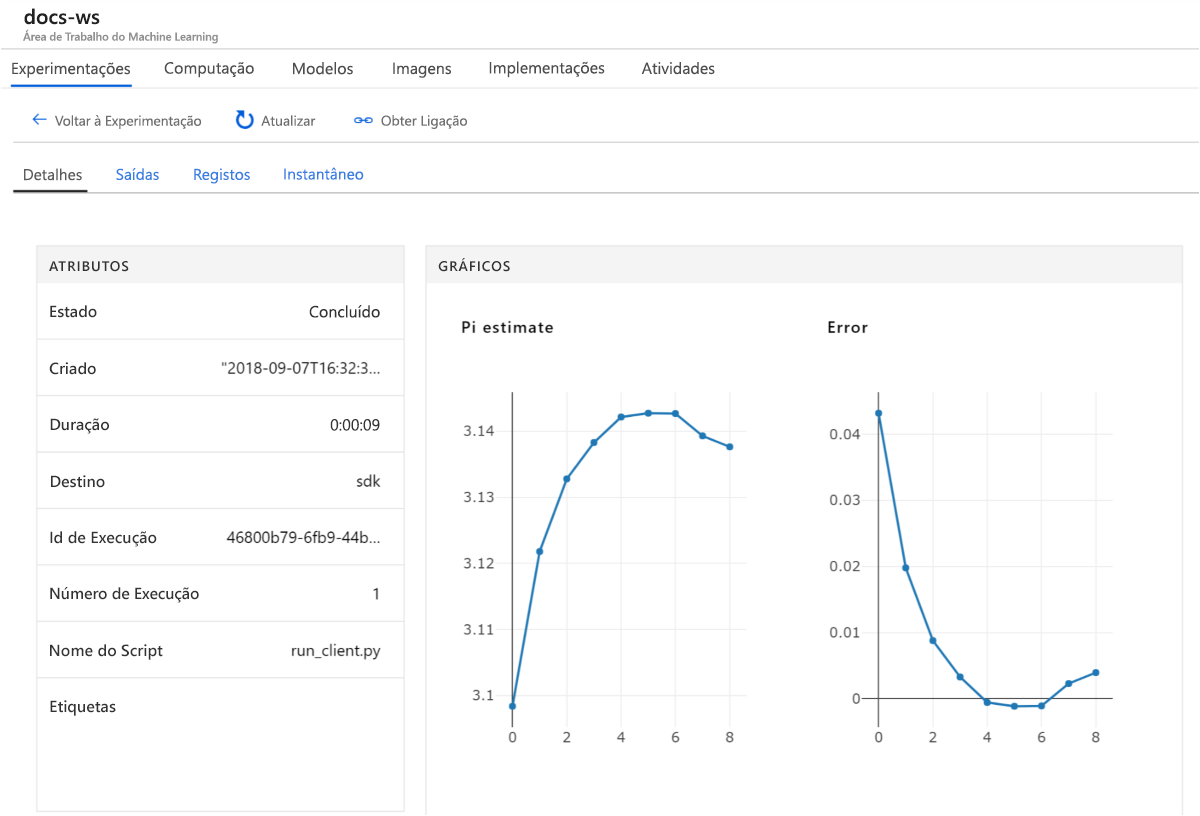 docs-ws
Área de Trabalho do Machine Learning
Experimentações Computação Modelos Imagens Implementações Atividades
Voltar à Experimentação Atualizar Obter Ligação
Detalhes Saídas Registos Instantâneo
ATRIBUTOS
Estado Concluído
Criado "2018-09-07T16:32:3...
Duração 0:00:09
Destino sdk
Id de Execução 46800b79-6fb9-44b...
Número de Execução 1
Nome do Script run_client.py
Etiquetas
GRÁFICOS
Pi estimate
3.14
3.13
3.12
3.11
3.1
0 2 4 6 8
Error
0.04
0.03
0.02
0.01
0
0 2 4 6 8